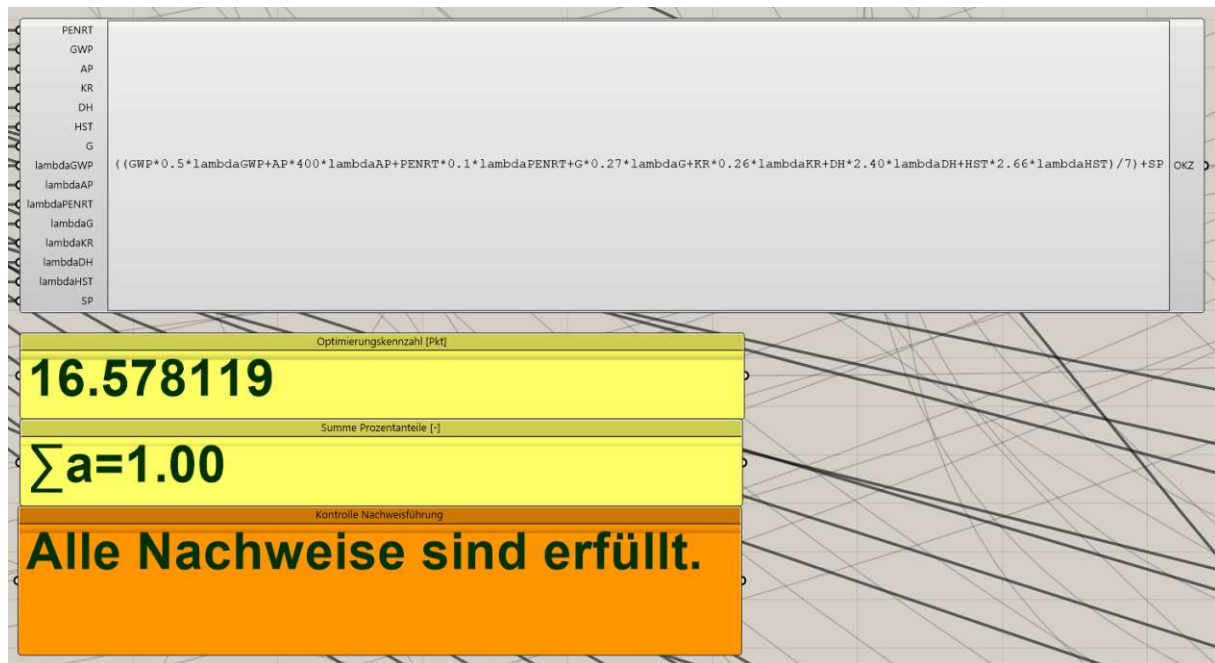 PENRT
GWP
AP
KR
DH
HST
G
lambdaGWP
lambdaAP
lambdaPENRT
lambdaG
lambdaKR
lambdaDH
lambdaHST
SP
((GWP*0.5*lambdaGWP+AP*400*lambdaAP+PENRT*0.1*lambdaPENRT+G*0.27*lambdaG+KR*0.26*lambdaKR+DH*2.40*lambdaDH+HST*2.66*lambdaHST)/7)+SP
OKZ
Optimierungskennzahl [Pkt]
16.578119
Summe Prozentanteile [-]
∑a=1.00
Kontrolle Nachweisführung
Alle Nachweise sind erfüllt.